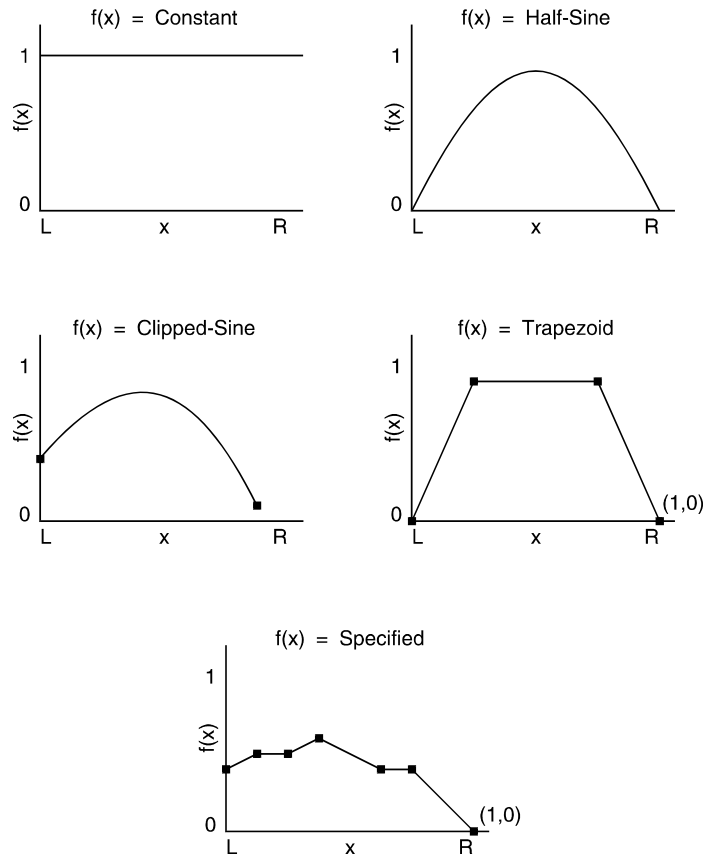 f(x) = Constant
1
f(x)
0
L x R
f(x) = Half-Sine
1
f(x)
0
L x R
f(x) = Clipped-Sine
1
f(x)
0
L x R
f(x) = Trapezoid
1
f(x)
(1,0)
0
L x R
f(x) = Specified
1
f(x)
(1,0)
0
L x R